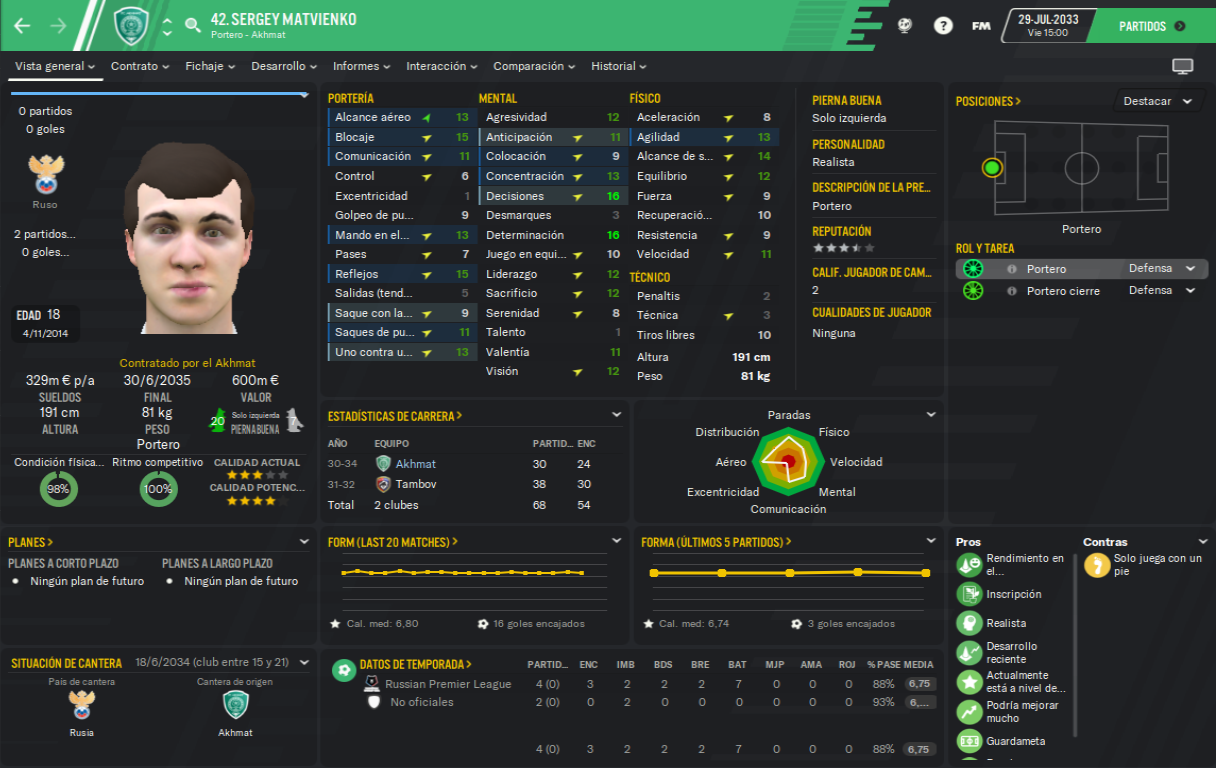 42. SERGEY MATVIENKO
Portero - Akhmat
FM
29-JUL-2033
Vie 15:00
PARTIDOS
Vista general
Contrato
Fichaje
Desarrollo
Informes
Interacción
Comparación
Historial
0 partidos
0 goles
Ruso
2 partidos...
0 goles...
EDAD 18
4/11/2014
Contratado por el Akhmat
329m € p/a
30/6/2035
600m €
SUELDOS
FINAL
VALOR
191 cm
81 kg
20
Solo izquierda
7
ALTURA
PESO
PIERNA BUENA
Portero
Condición física...
Ritmo competitivo
CALIDAD ACTUAL
98%
100%
CALIDAD POTENC...
PORTERÍA
Alcance aéreo 13
Blocaje 15
Comunicación 11
Control 6
Excentricidad 1
Golpeo de pu... 9
Mando en el... 13
Pases 7
Reflejos 15
Salidas (tend... 5
Saque con la... 9
Saques de pu... 11
Uno contra u... 13
MENTAL
Agresividad 12
Anticipación 11
Colocación 9
Concentración 13
Decisiones 16
Desmarques 3
Determinación 16
Juego en equi... 10
Liderazgo 12
Sacrificio 12
Serenidad 8
Talento 1
Valentía 11
Visión 12
FÍSICO
Aceleración 8
Agilidad 13
Alcance de s... 14
Equilibrio 12
Fuerza 9
Recuperació... 10
Resistencia 9
Velocidad 11
TÉCNICO
Penaltis 2
Técnica 3
Tiros libres 10
Altura 191 cm
Peso 81 kg
PIERNA BUENA
Solo izquierda
PERSONALIDAD
Realista
DESCRIPCIÓN DE LA PRE...
Portero
REPUTACIÓN
CALIF. JUGADOR DE CAM...
2
CUALIDADES DE JUGADOR
Ninguna
POSICIONES >
Destacar
Portero
ROL Y TAREA
Portero Defensa
Portero cierre Defensa
ESTADÍSTICAS DE CARRERA >
AÑO EQUIPO PARTID... ENC
30-34 Akhmat 30 24
31-32 Tambov 38 30
Total 2 clubes 68 54
Paradas
Distribución
Físico
Aéreo
Velocidad
Excentricidad
Mental
Comunicación
PLANES >
PLANES A CORTO PLAZO
PLANES A LARGO PLAZO
Ningún plan de futuro
Ningún plan de futuro
FORM (LAST 20 MATCHES) >
Cal. med: 6,80
16 goles encajados
FORMA (ÚLTIMOS 5 PARTIDOS) >
Cal. med: 6,74
3 goles encajados
Pros
Rendimiento en
el...
Inscripción
Realista
Desarrollo
reciente
Actualmente
está a nivel de...
Podría mejorar
mucho
Guardameta
Contras
Solo juega con un
pie
SITUACIÓN DE CANTERA
18/6/2034 (club entre 15 y 21)
País de cantera
Cantera de origen
Rusia
Akhmat
DATOS DE TEMPORADA > PARTID... ENC IMB BDS BRE BAT MJP AMA ROJ % PASE MEDIA
Russian Premier League 4 (0) 3 2 2 2 7 0 0 0 88% 6,75
No oficiales 2 (0) 0 2 0 0 0 0 0 0 93% 6,...
4 (0) 3 2 2 2 7 0 0 0 88% 6,75